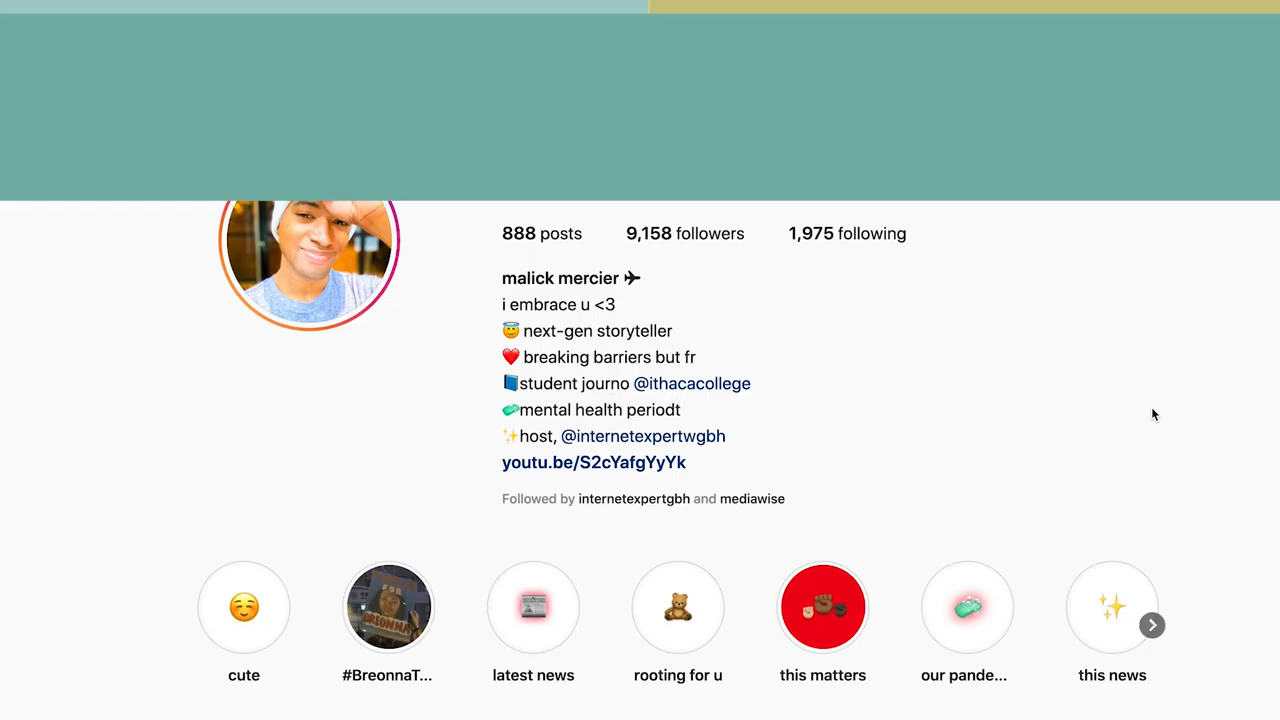 888 posts 9,158 followers 1,975 following
malick mercier ✈
i embrace u <3
😇 next-gen storyteller
❤️ breaking barriers but fr
📘student journo @ithacacollege
🧼mental health periodt
✨host, @internetexpertwgbh
youtu.be/S2cYafgYyYk
Followed by internetexpertgbh and mediawise
FOR
BREONNA
cute #BreonnaT... latest news rooting for u this matters our pande... this news